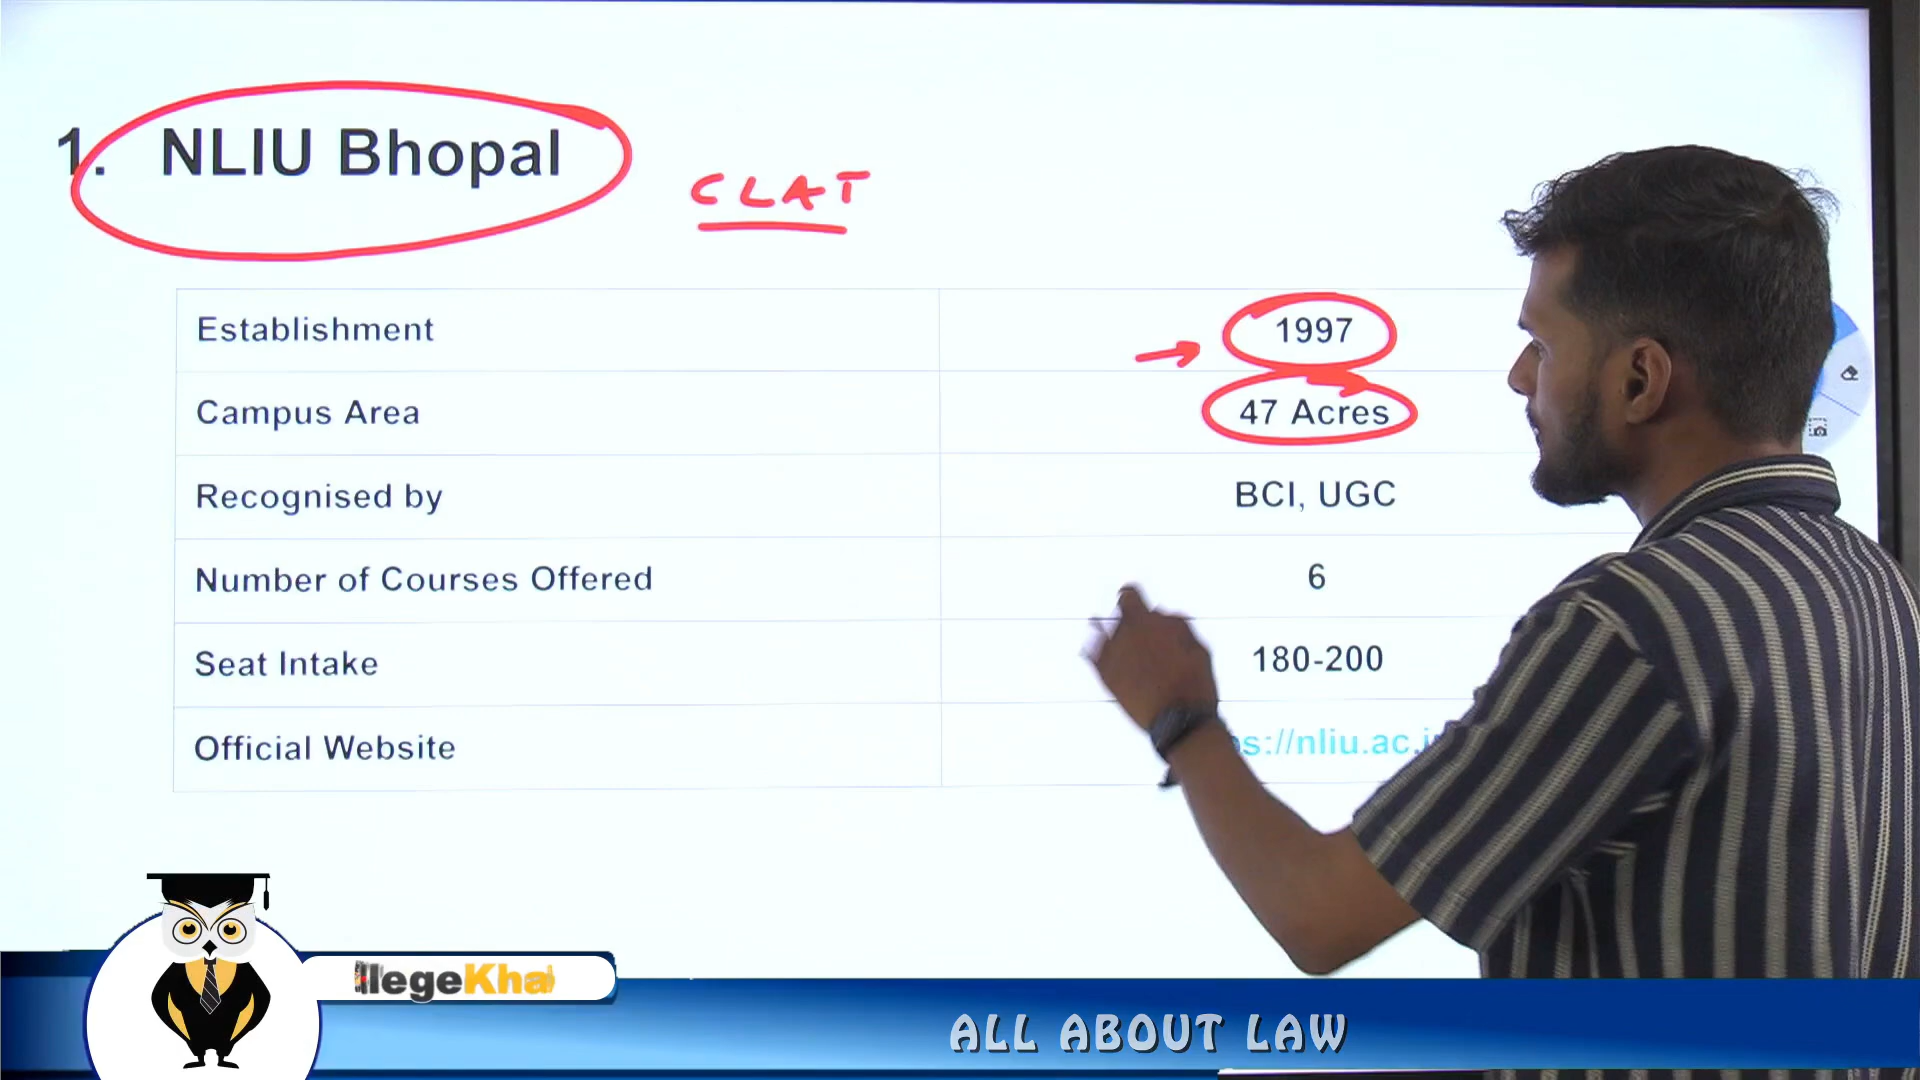 1. NLIU Bhopal
CLAT
Establishment 1997
Campus Area 47 Acres
Recognised by BCI, UGC
Number of Courses Offered 6
Seat Intake 180-200
Official Website s://nliu.ac.i
llegeKha
ALL ABOUT LAW